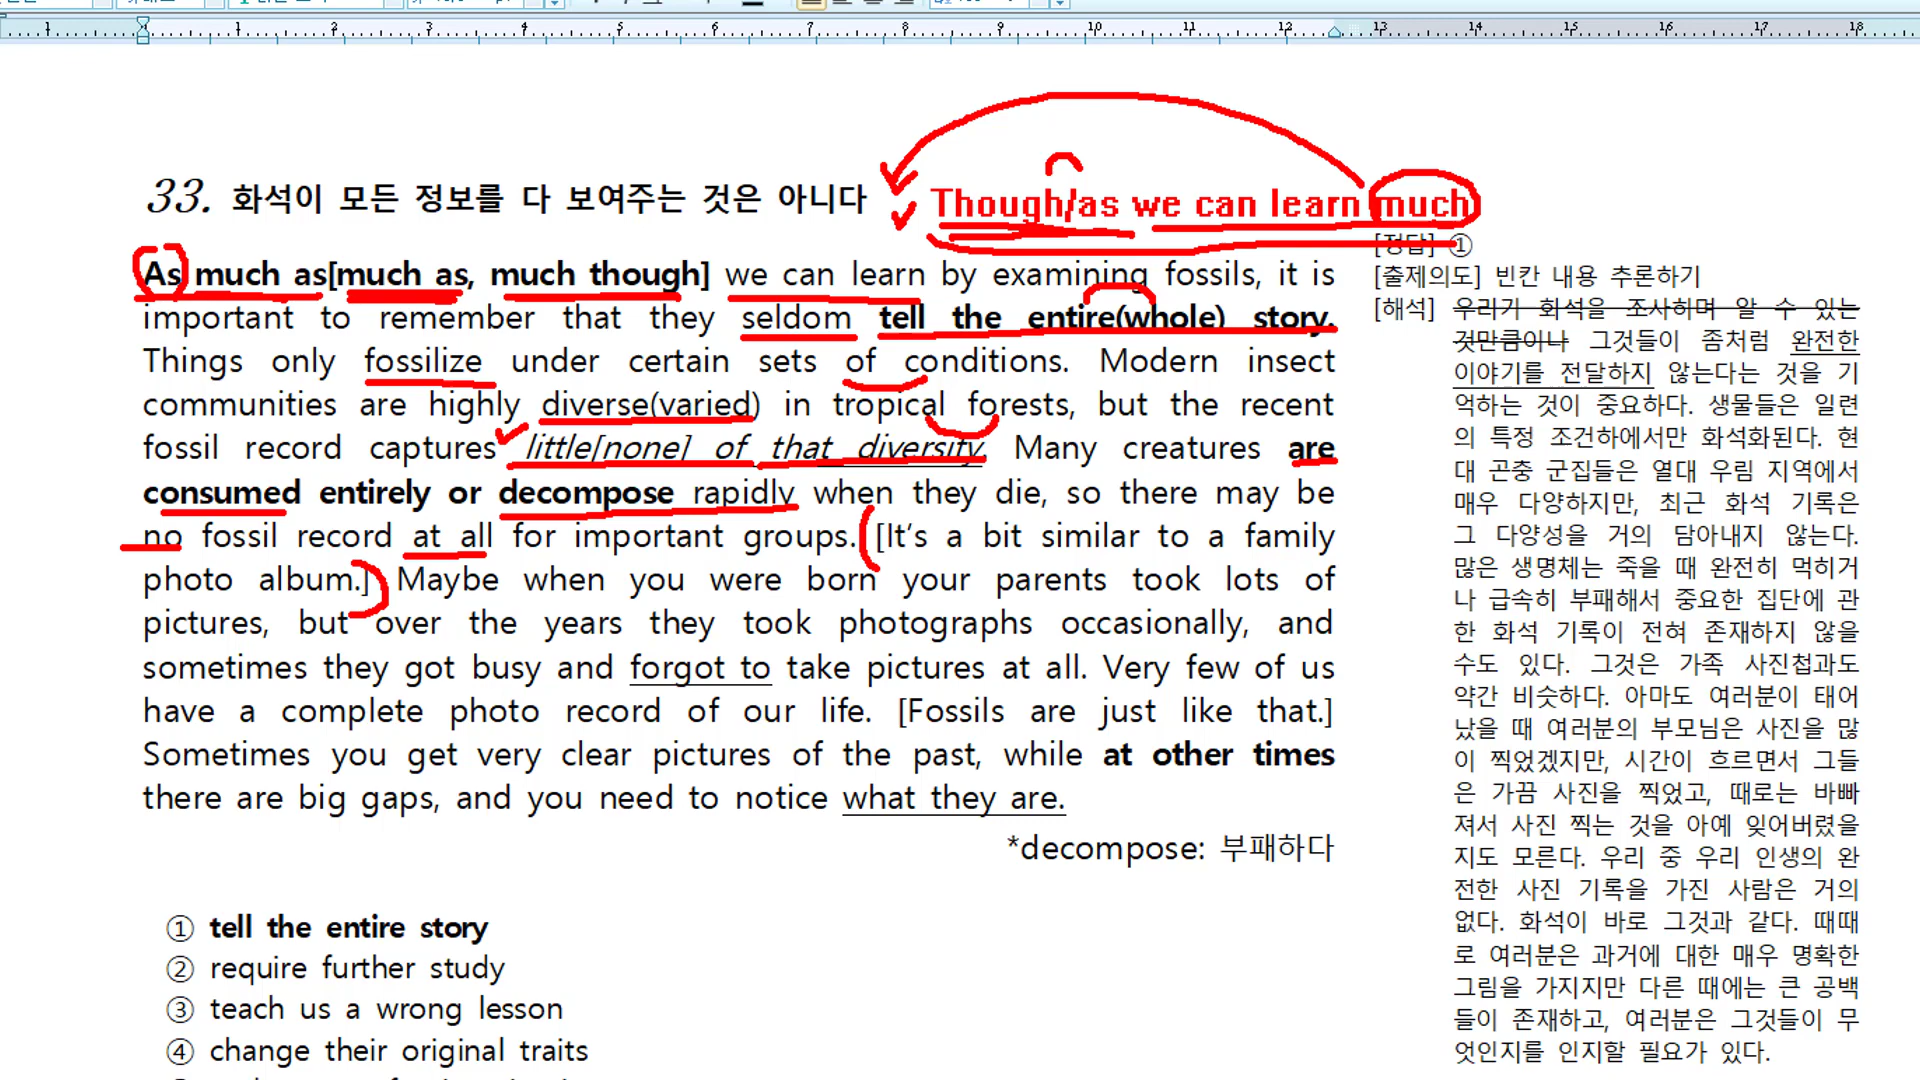 1 1 2 3 4 5 6 7 8 9 10 11 12 13 14 15 16 17 18
33. 화석이 모든 정보를 다 보여주는 것은 아니다
Though/as we can learn much
As much as[much as, much though] we can learn by examining fossils, it is
important to remember that they seldom tell the entire(whole) story.
Things only fossilize under certain sets of conditions. Modern insect
communities are highly diverse(varied) in tropical forests, but the recent
fossil record captures little[none] of that diversity. Many creatures are
consumed entirely or decompose rapidly when they die, so there may be
no fossil record at all for important groups. [It's a bit similar to a family
photo album.] Maybe when you were born your parents took lots of
pictures, but over the years they took photographs occasionally, and
sometimes they got busy and forgot to take pictures at all. Very few of us
have a complete photo record of our life. [Fossils are just like that.]
Sometimes you get very clear pictures of the past, while at other times
there are big gaps, and you need to notice what they are.
*decompose: 부패하다
① tell the entire story
② require further study
③ teach us a wrong lesson
④ change their original traits
[정답] ①
[출제의도] 빈칸 내용 추론하기
[해석] 우리가 화석을 조사하며 알 수 있는
것만큼이나 그것들이 좀처럼 완전한
이야기를 전달하지 않는다는 것을 기
억하는 것이 중요하다. 생물들은 일련
의 특정 조건하에서만 화석화된다. 현
대 곤충 군집들은 열대 우림 지역에서
매우 다양하지만, 최근 화석 기록은
그 다양성을 거의 담아내지 않는다.
많은 생명체는 죽을 때 완전히 먹히거
나 급속히 부패해서 중요한 집단에 관
한 화석 기록이 전혀 존재하지 않을
수도 있다. 그것은 가족 사진첩과도
약간 비슷하다. 아마도 여러분이 태어
났을 때 여러분의 부모님은 사진을 많
이 찍었겠지만, 시간이 흐르면서 그들
은 가끔 사진을 찍었고, 때로는 바빠
져서 사진 찍는 것을 아예 잊어버렸을
지도 모른다. 우리 중 우리 인생의 완
전한 사진 기록을 가진 사람은 거의
없다. 화석이 바로 그것과 같다. 때때
로 여러분은 과거에 대한 매우 명확한
그림을 가지지만 다른 때에는 큰 공백
들이 존재하고, 여러분은 그것들이 무
엇인지를 인지할 필요가 있다.